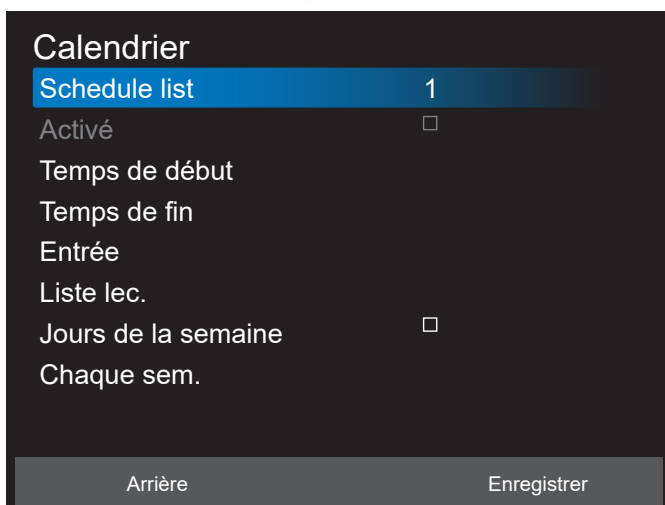 Calendrier
Schedule list 1
Activé
Temps de début
Temps de fin
Entrée
Liste lec.
Jours de la semaine
Chaque sem.
Arrière Enregistrer